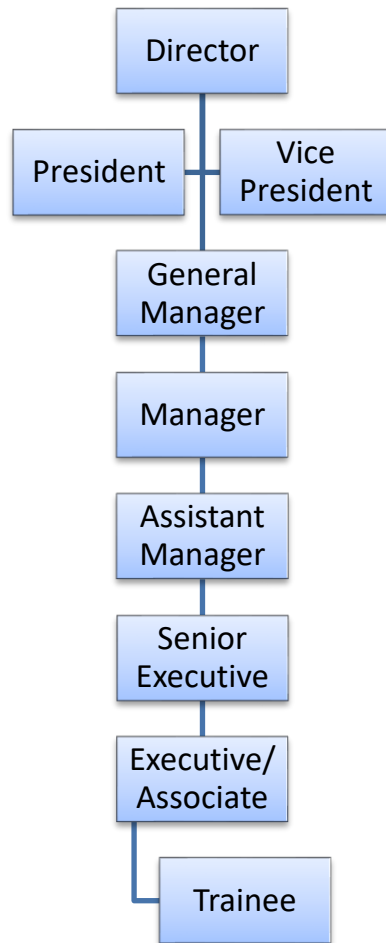 Director
President
Vice
President
General
Manager
Manager
Assistant
Manager
Senior
Executive
Executive/
Associate
Trainee